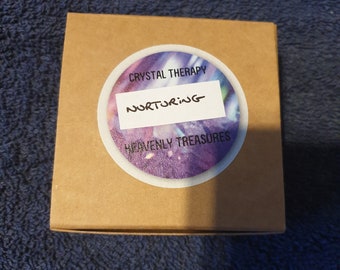 CRYSTAL THERAPY
NURTURING
HEAVENLY TREASURES